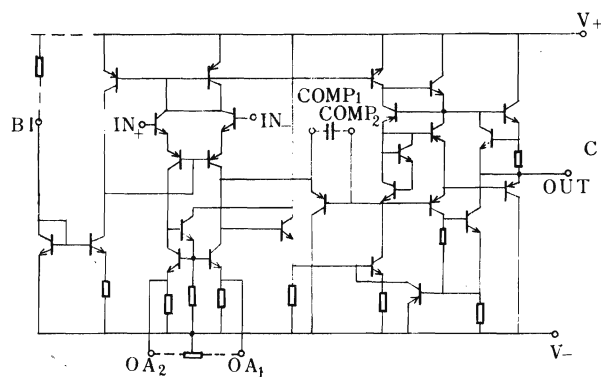 V+
COMP₁
BI
IN₊
IN₋
COMP₂
C
OUT
V-
OA₂
OA₁